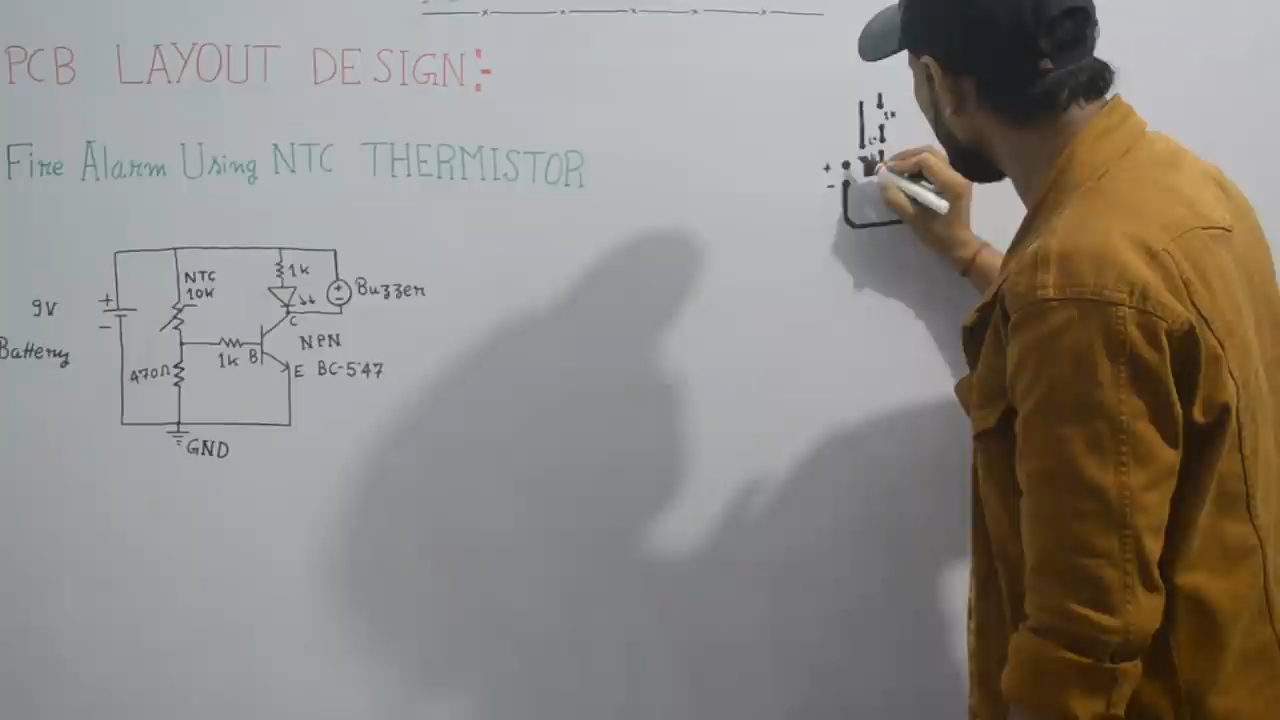 PCB LAYOUT DESIGN:-
Fire Alarm Using NTC THERMISTOR
NTC
10K
1k
+
9V
-
Battery
Buzzer
C
NPN
1k B
470Ω
E BC-547
GND
1K
+
-